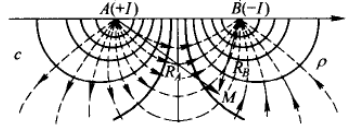 A(+I) B(−I)
c R_A R_B ρ
M